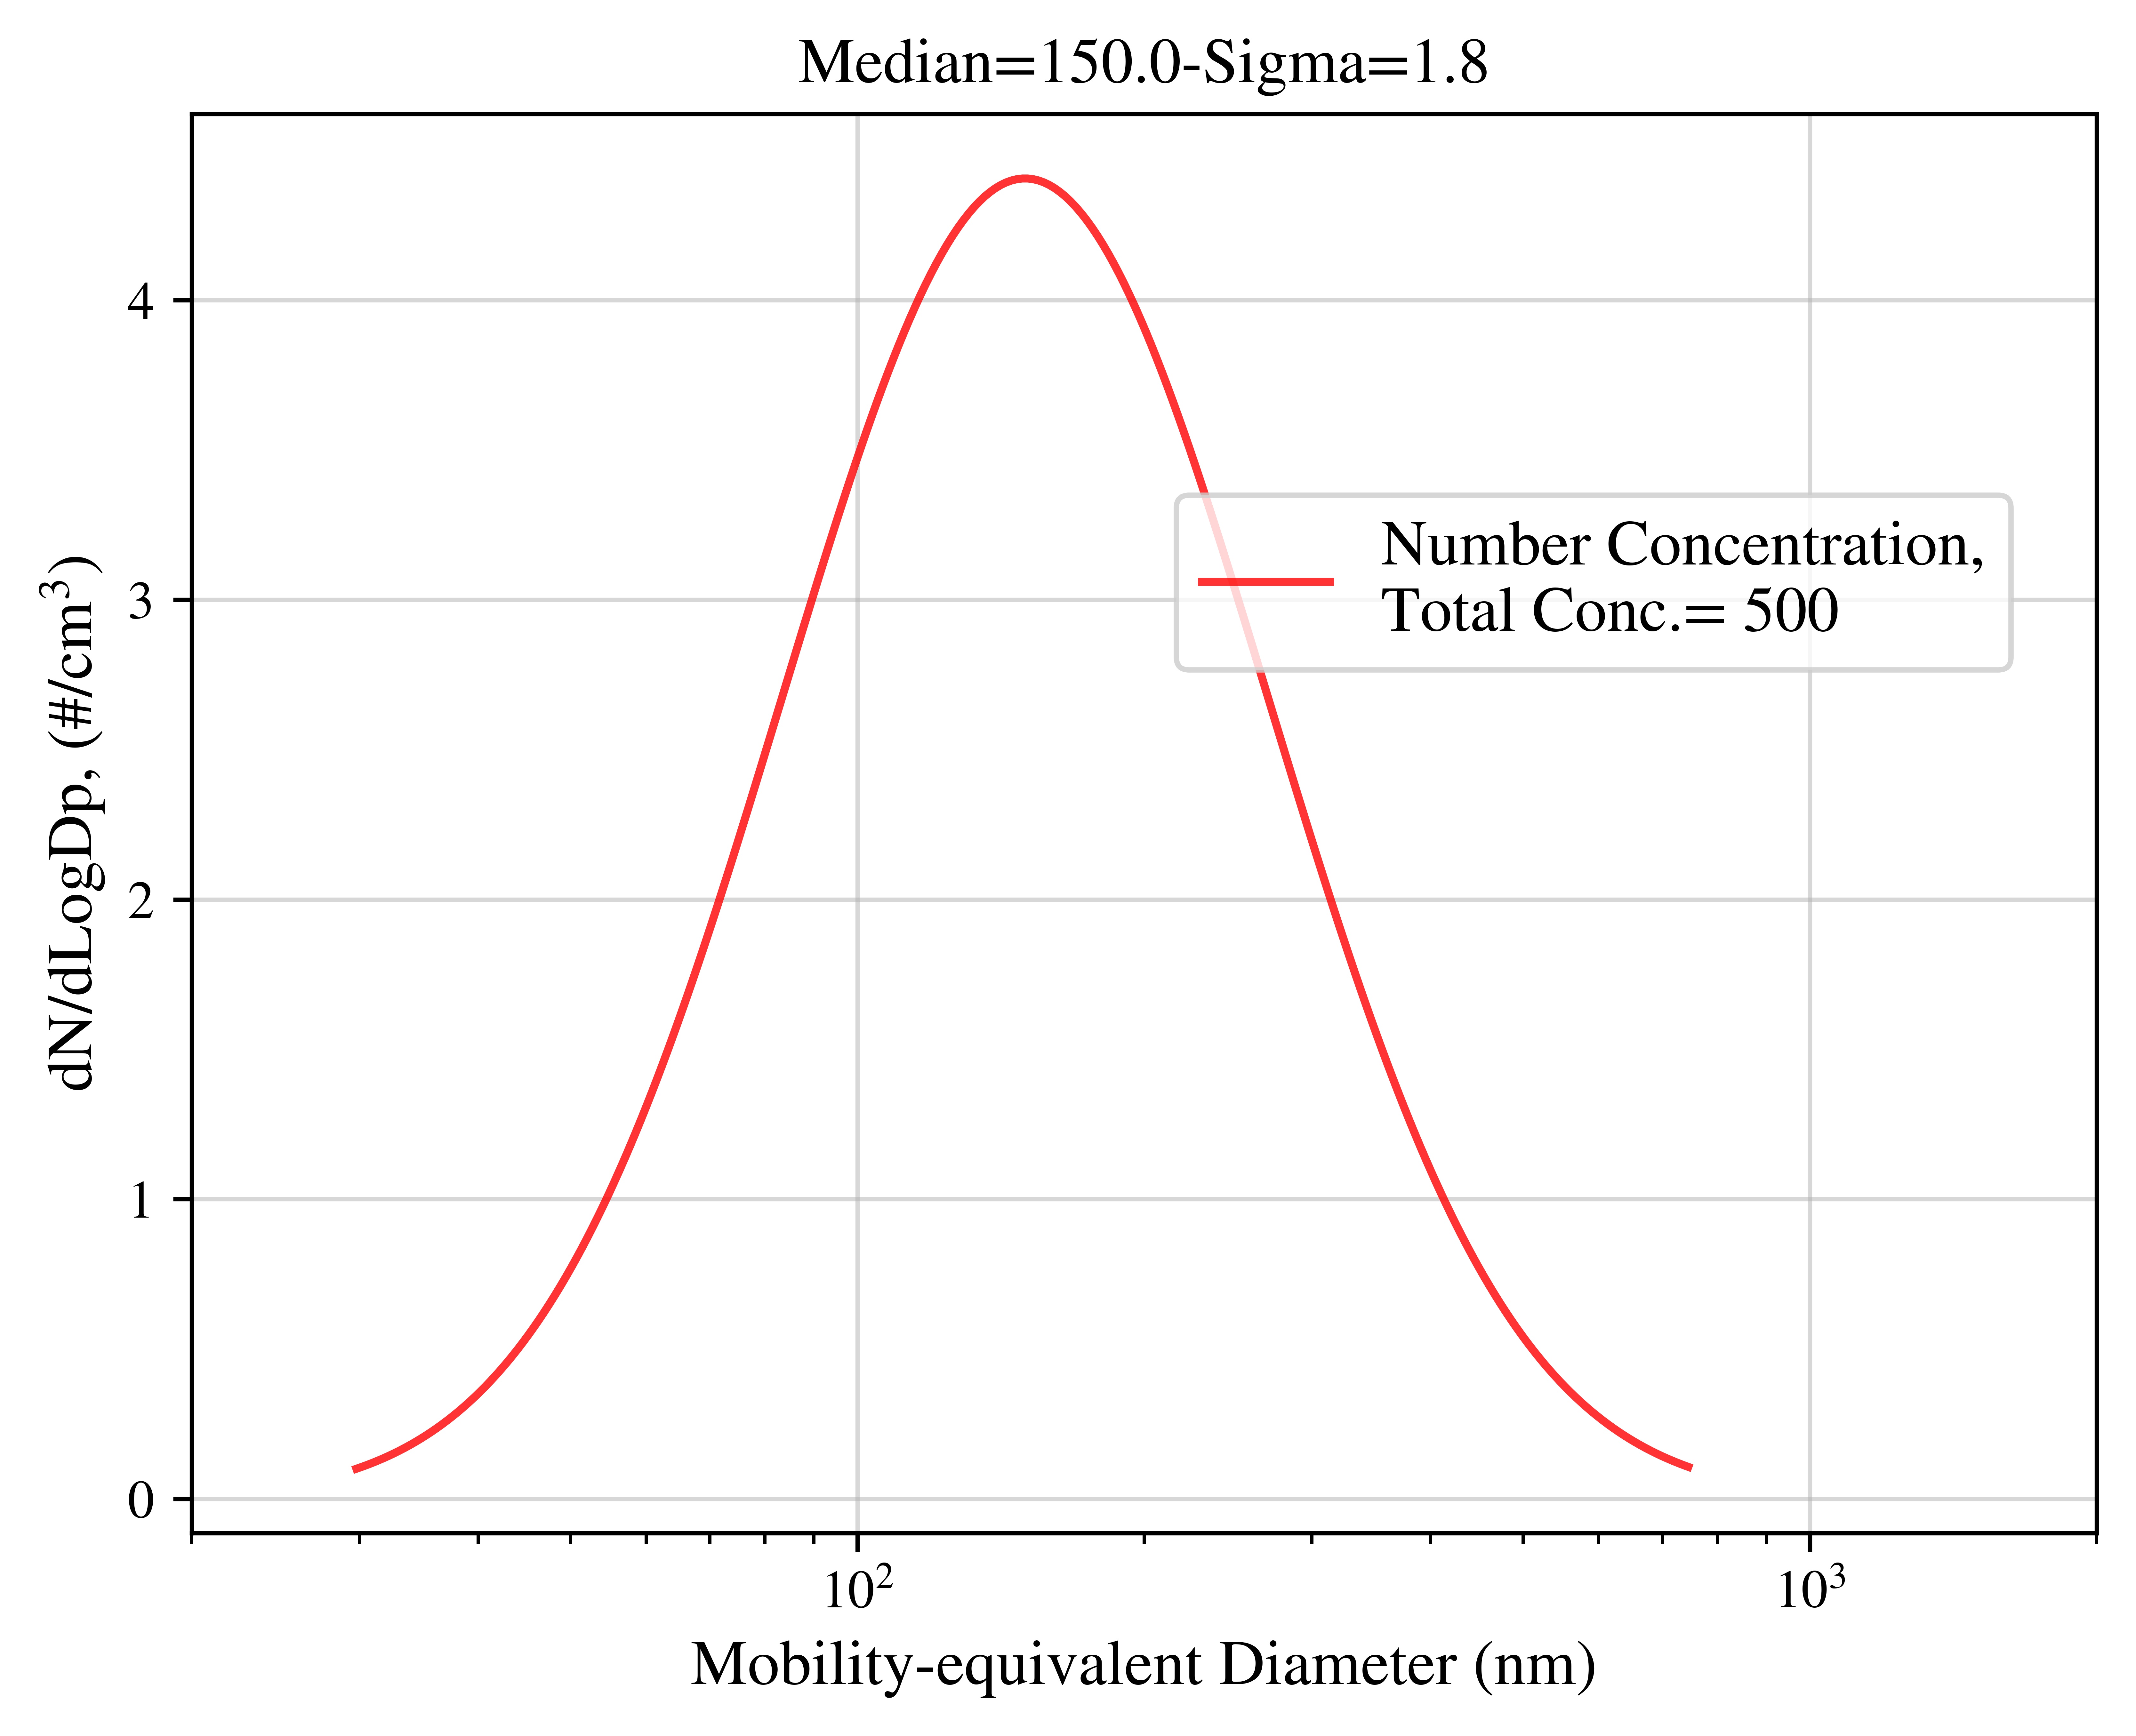 Median=150.0-Sigma=1.8
dN/dLogDp, (#/cm³)
4
3
2
1
0
Number Concentration,
Total Conc.= 500
10²
10³
Mobility-equivalent Diameter (nm)